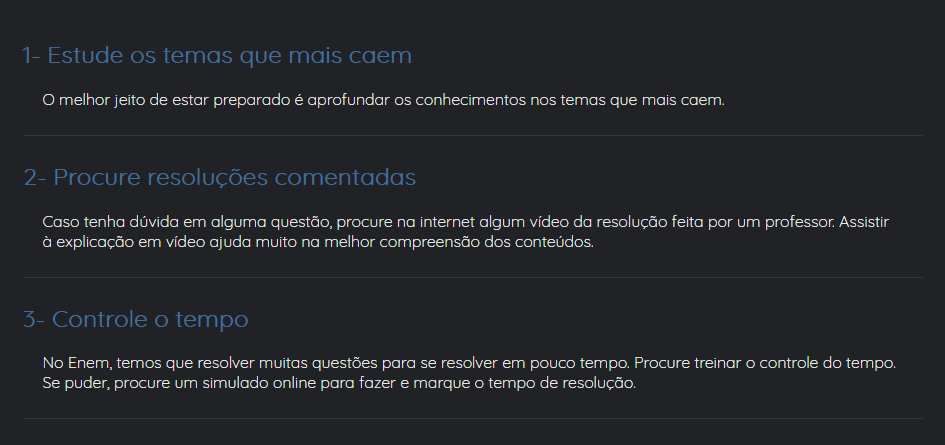 1- Estude os temas que mais caem
O melhor jeito de estar preparado é aprofundar os conhecimentos nos temas que mais caem.
2- Procure resoluções comentadas
Caso tenha dúvida em alguma questão, procure na internet algum vídeo da resolução feita por um professor. Assistir
à explicação em vídeo ajuda muito na melhor compreensão dos conteúdos.
3- Controle o tempo
No Enem, temos que resolver muitas questões para se resolver em pouco tempo. Procure treinar o controle do tempo.
Se puder, procure um simulado online para fazer e marque o tempo de resolução.